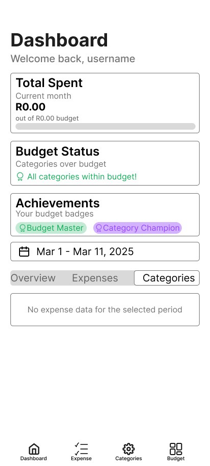 Dashboard
Welcome back, username
Total Spent
Current month
R0.00
out of R0.00 budget
Budget Status
Categories over budget
All categories within budget!
Achievements
Your budget badges
Budget Master Category Champion
Mar 1 - Mar 11, 2025
Overview Expenses Categories
No expense data for the selected period
Dashboard Expense Categories Budget